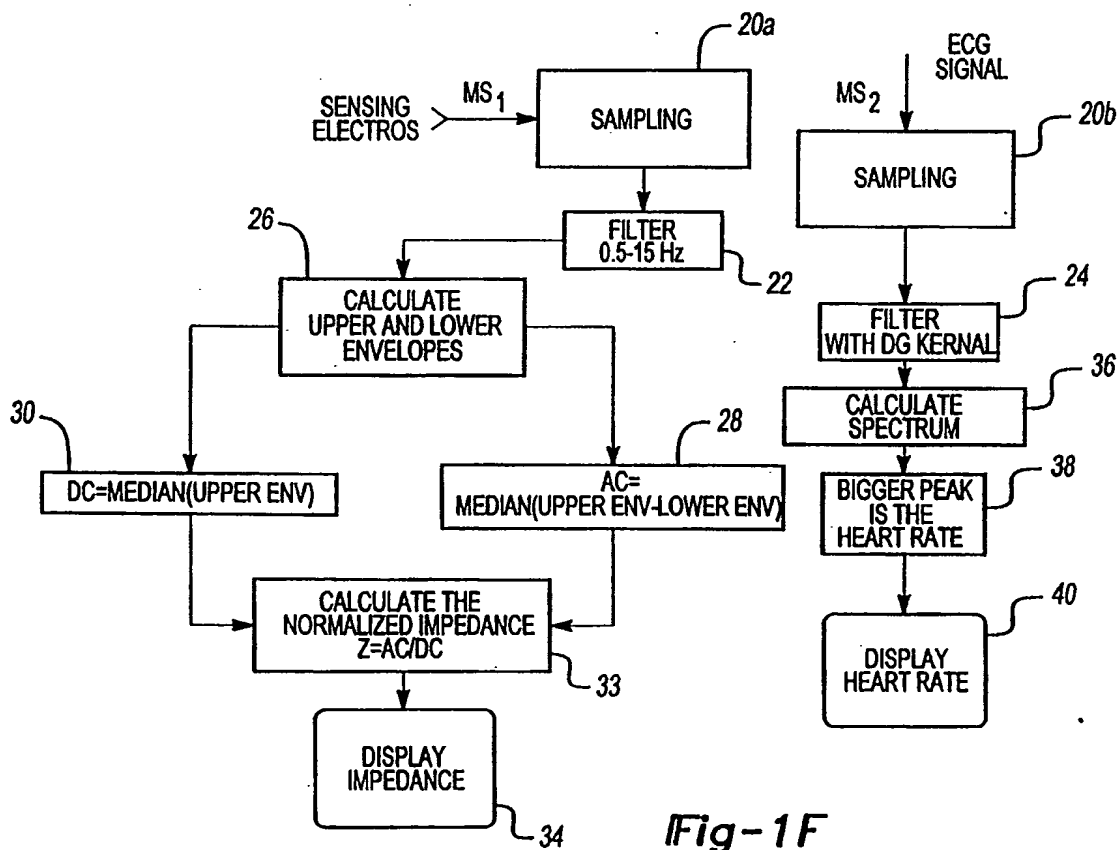 20a
ECG
SIGNAL
SENSING
ELECTROS
MS1
SAMPLING
MS2
20b
SAMPLING
FILTER
0.5-15 Hz
22
26
CALCULATE
UPPER AND LOWER
ENVELOPES
24
FILTER
WITH DG KERNAL
36
CALCULATE
SPECTRUM
30
DC=MEDIAN(UPPER ENV)
28
AC=
MEDIAN(UPPER ENV-LOWER ENV)
38
BIGGER PEAK
IS THE
HEART RATE
CALCULATE THE
NORMALIZED IMPEDANCE
Z=AC/DC
33
40
DISPLAY
HEART RATE
DISPLAY
IMPEDANCE
34
Fig-1F